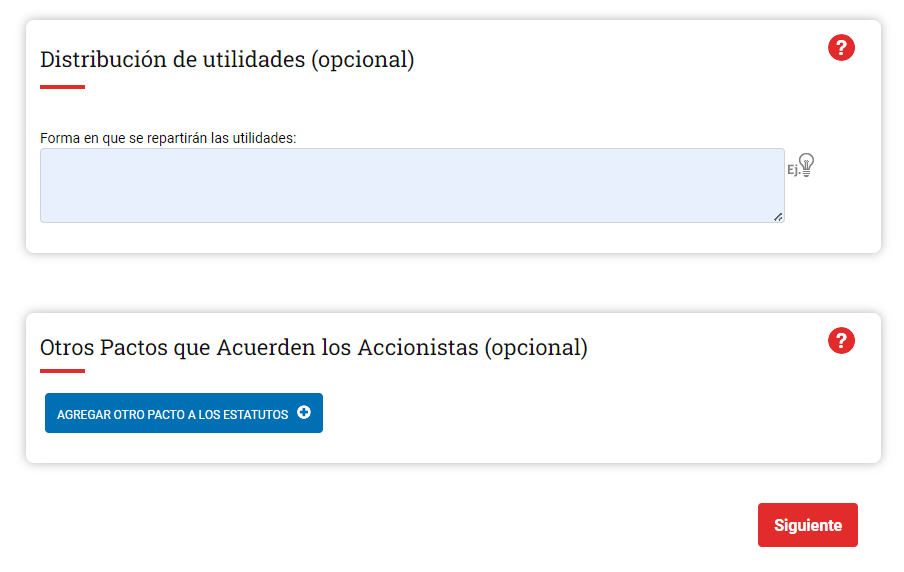 Distribución de utilidades (opcional)
?
Forma en que se repartirán las utilidades:
Ej.
Otros Pactos que Acuerden los Accionistas (opcional)
?
AGREGAR OTRO PACTO A LOS ESTATUTOS
Siguiente